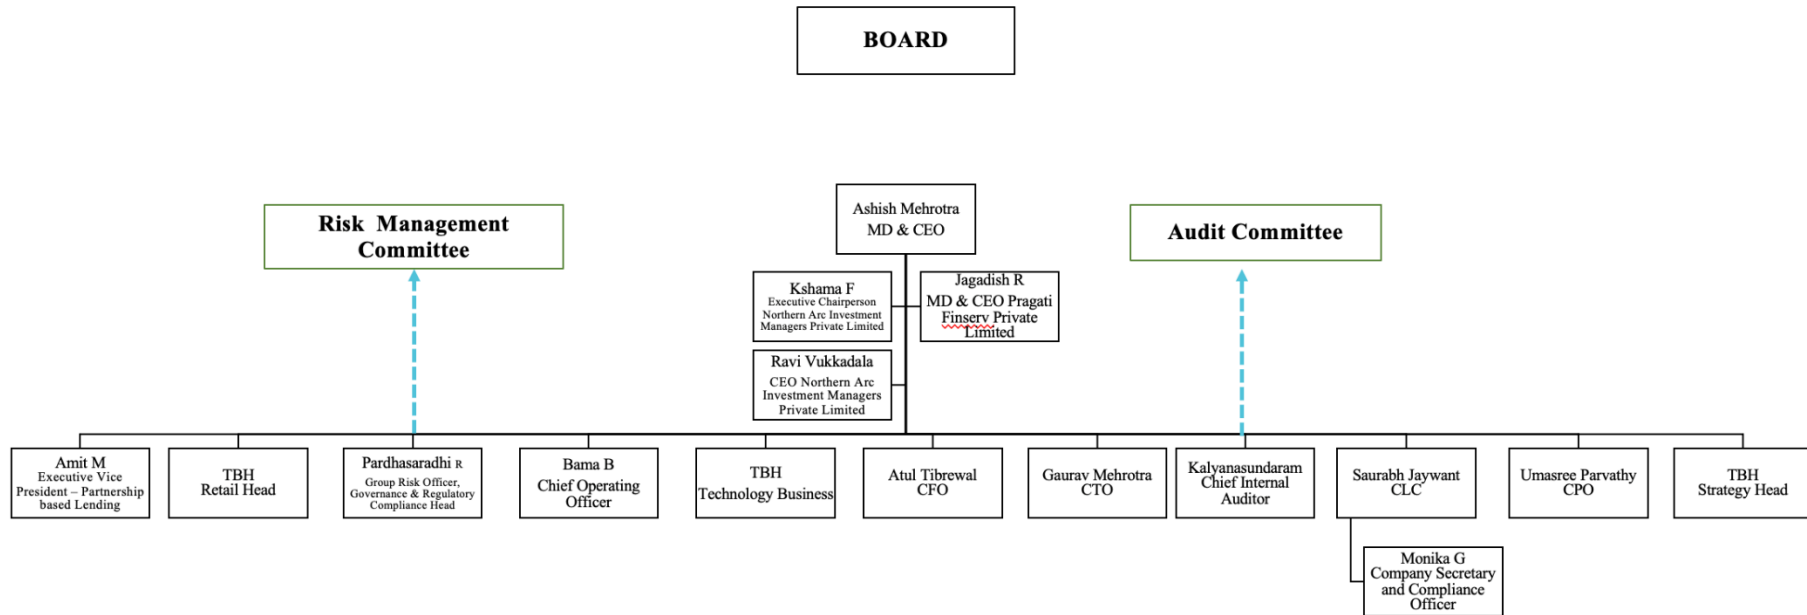 BOARD
Ashish Mehrotra
MD & CEO
Risk Management
Committee
Audit Committee
Kshama F
Executive Chairperson
Northern Arc Investment
Managers Private Limited
Jagadish R
MD & CEO Pragati
Finserv Private
Limited
Ravi Vukkadala
CEO Northern Arc
Investment Managers
Private Limited
Amit M
Executive Vice
President – Partnership
based Lending
TBH
Retail Head
Pardhasaradhi R
Group Risk Officer,
Governance & Regulatory
Compliance Head
Bama B
Chief Operating
Officer
TBH
Technology Business
Atul Tibrewal
CFO
Gaurav Mehrotra
CTO
Kalyanasundaram
Chief Internal
Auditor
Saurabh Jaywant
CLC
Umasree Parvathy
CPO
TBH
Strategy Head
Monika G
Company Secretary
and Compliance
Officer